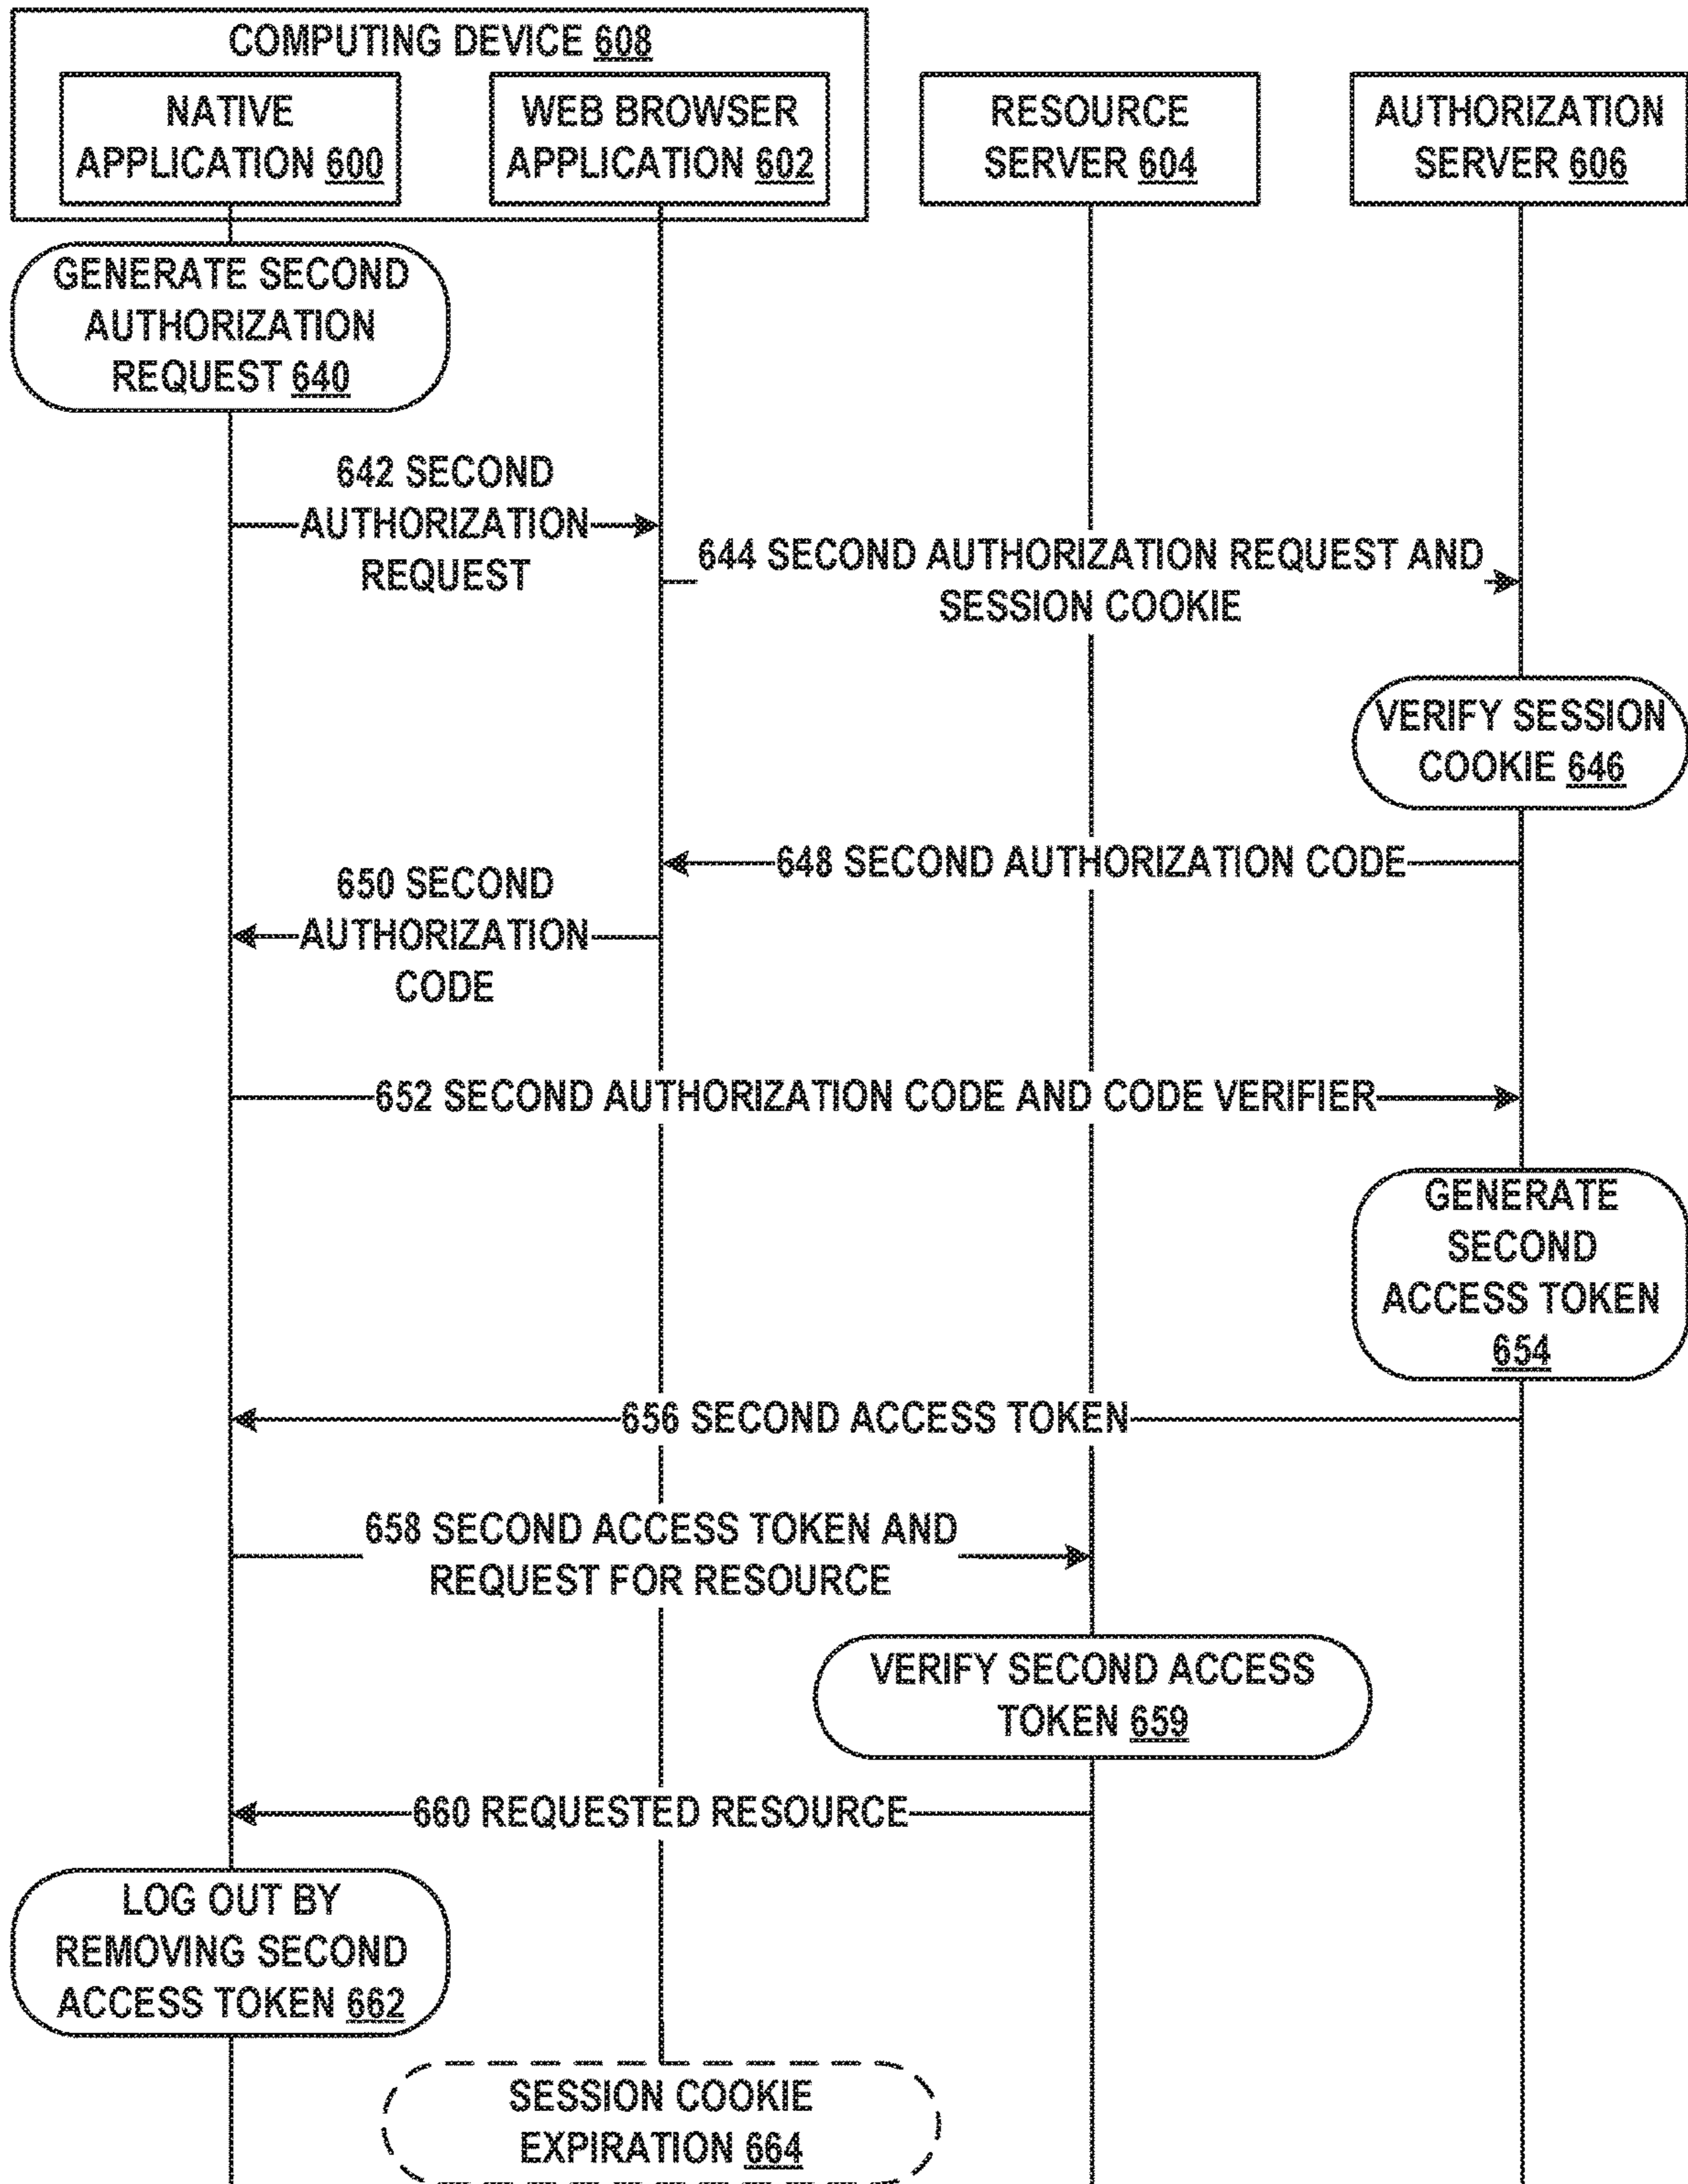 COMPUTING DEVICE 608
NATIVE
APPLICATION 600
WEB BROWSER
APPLICATION 602
RESOURCE
SERVER 604
AUTHORIZATION
SERVER 606
GENERATE SECOND
AUTHORIZATION
REQUEST 640
642 SECOND
AUTHORIZATION
REQUEST
644 SECOND AUTHORIZATION REQUEST AND
SESSION COOKIE
VERIFY SESSION
COOKIE 646
648 SECOND AUTHORIZATION CODE
650 SECOND
AUTHORIZATION
CODE
652 SECOND AUTHORIZATION CODE AND CODE VERIFIER
GENERATE
SECOND
ACCESS TOKEN
654
656 SECOND ACCESS TOKEN
658 SECOND ACCESS TOKEN AND
REQUEST FOR RESOURCE
VERIFY SECOND ACCESS
TOKEN 659
660 REQUESTED RESOURCE
LOG OUT BY
REMOVING SECOND
ACCESS TOKEN 662
SESSION COOKIE
EXPIRATION 664